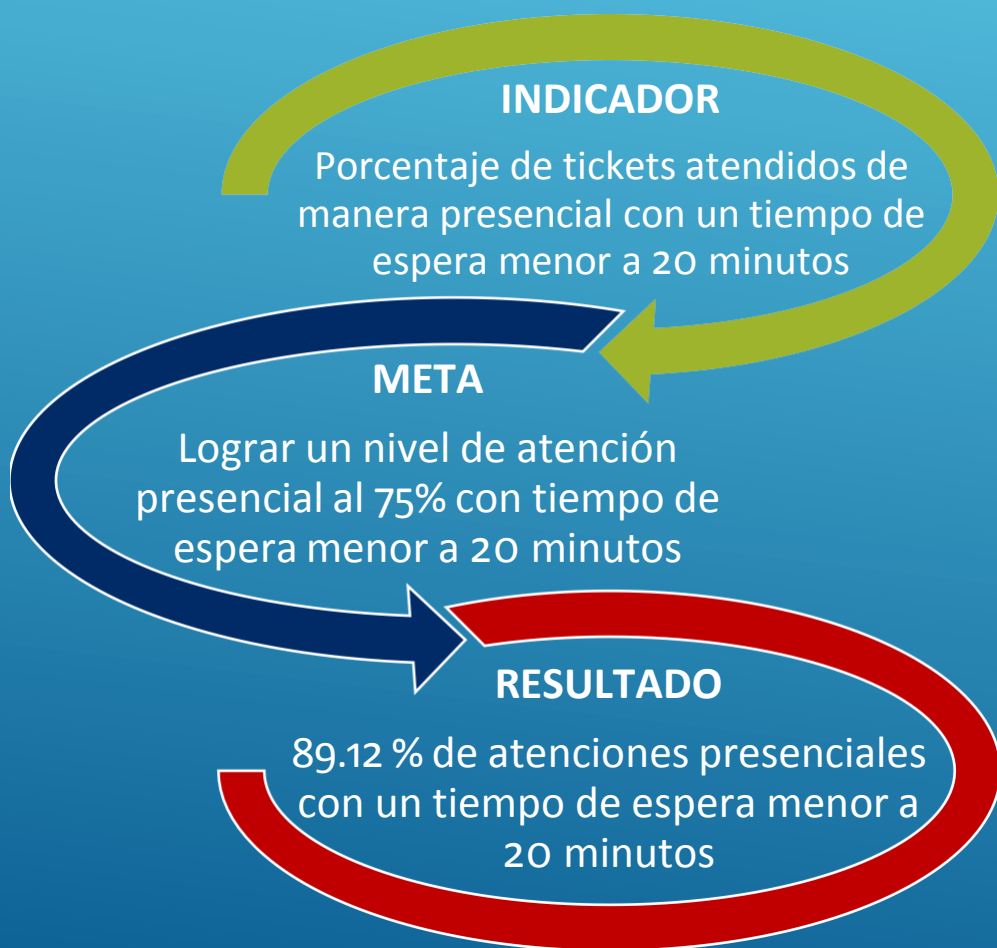 INDICADOR
Porcentaje de tickets atendidos de
manera presencial con un tiempo de
espera menor a 20 minutos
META
Lograr un nivel de atención
presencial al 75% con tiempo de
espera menor a 20 minutos
RESULTADO
89.12 % de atenciones presenciales
con un tiempo de espera menor a
20 minutos